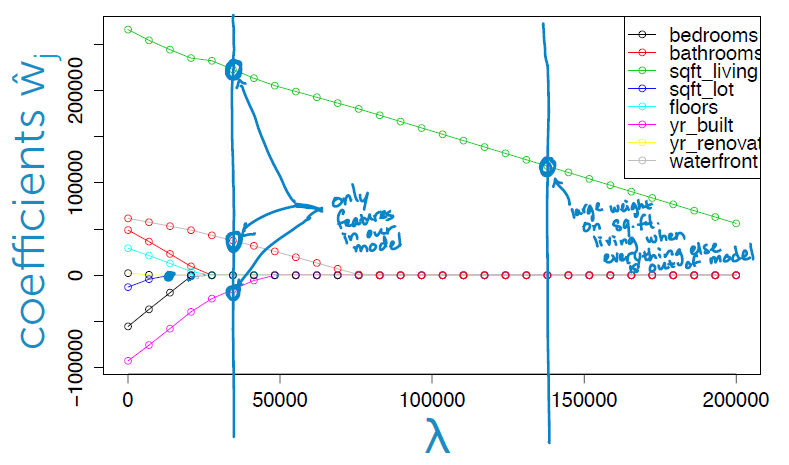 coefficients ŵj
200000
100000
0
-100000
bedrooms
bathrooms
sqft_living
sqft_lot
floors
yr_built
yr_renovat
waterfront
only
features
in our
model
large weight
on sq.ft.
living when
everything else
is out of model
0
50000
100000
150000
200000
λ